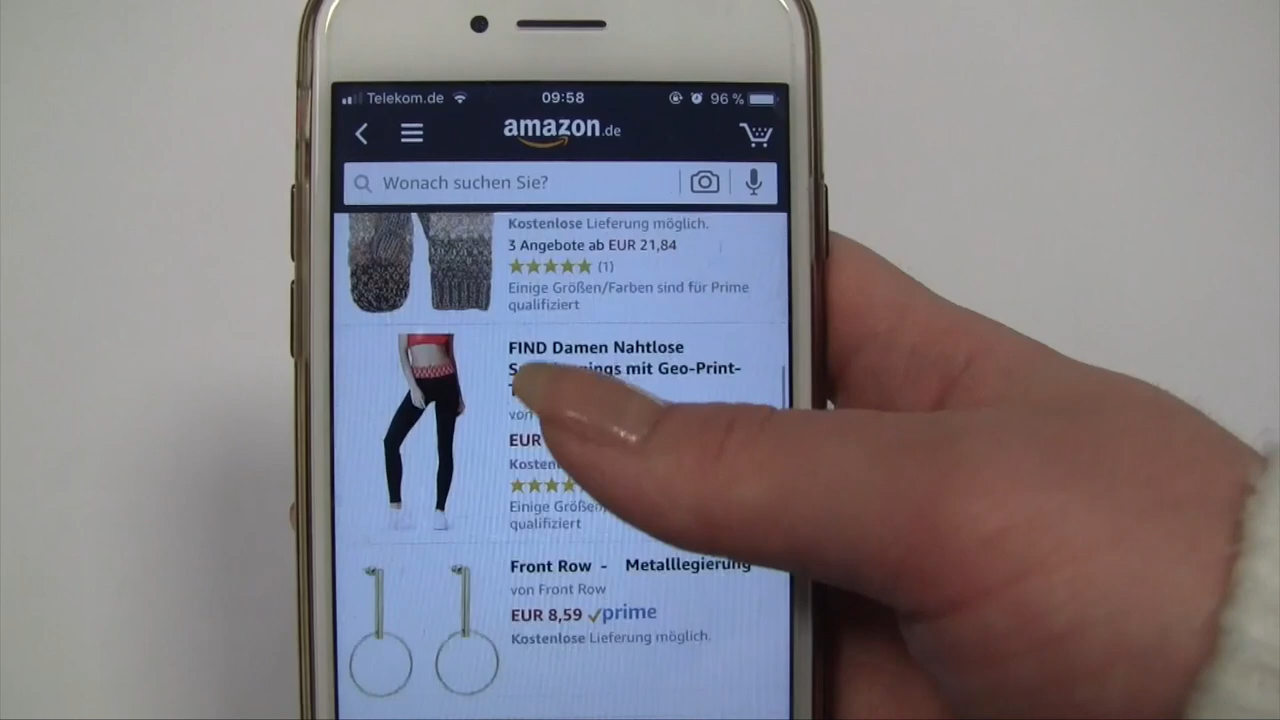 Telekom.de 09:58 96 %
amazon.de
Wonach suchen Sie?
Kostenlose Lieferung möglich.
3 Angebote ab EUR 21,84
(1)
Einige Größen/Farben sind für Prime
qualifiziert
FIND Damen Nahtlose
mit Geo-Print-
von
EUR
Einige
qualifiziert
Front Row - Metalllegierung
von Front Row
EUR 8,59 prime
Kostenlose Lieferung möglich.